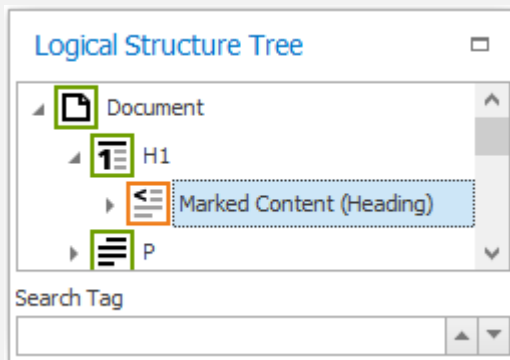 Logical Structure Tree
Document
H1
Marked Content (Heading)
P
Search Tag